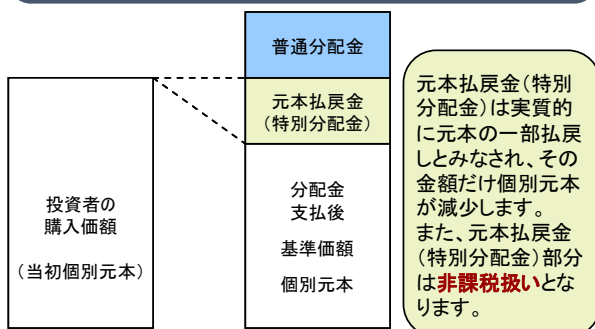 普通分配金
元本払戻金
(特別分配金)
投資者の
購入価額
(当初個別元本)
分配金
支払後
基準価額
個別元本
元本払戻金(特別
分配金)は実質的
に元本の一部払戻
しとみなされ、その
金額だけ個別元本
が減少します。
また、元本払戻金
(特別分配金)部分
は非課税扱いとな
ります。